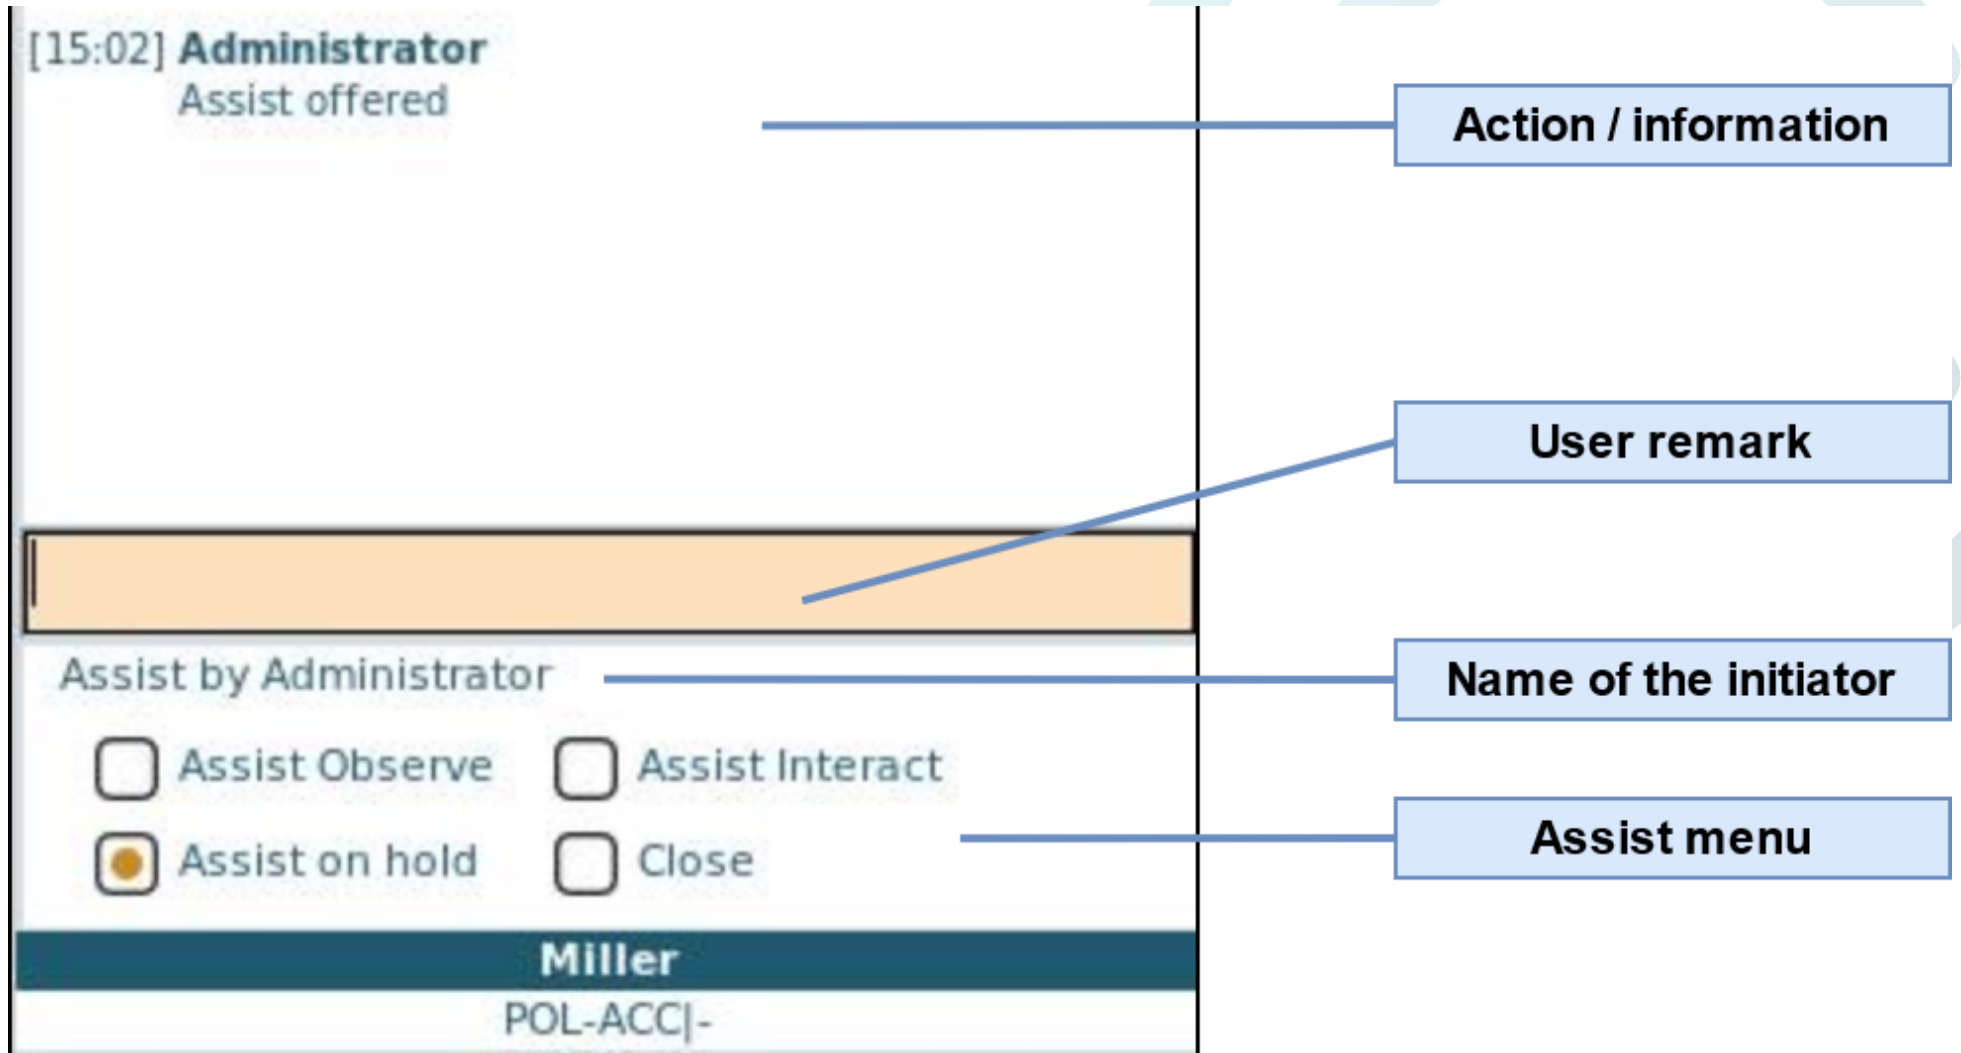 [15:02] Administrator
Assist offered
Action / information
User remark
Assist by Administrator
Name of the initiator
Assist Observe
Assist Interact
Assist on hold
Close
Assist menu
Miller
POL-ACC|-